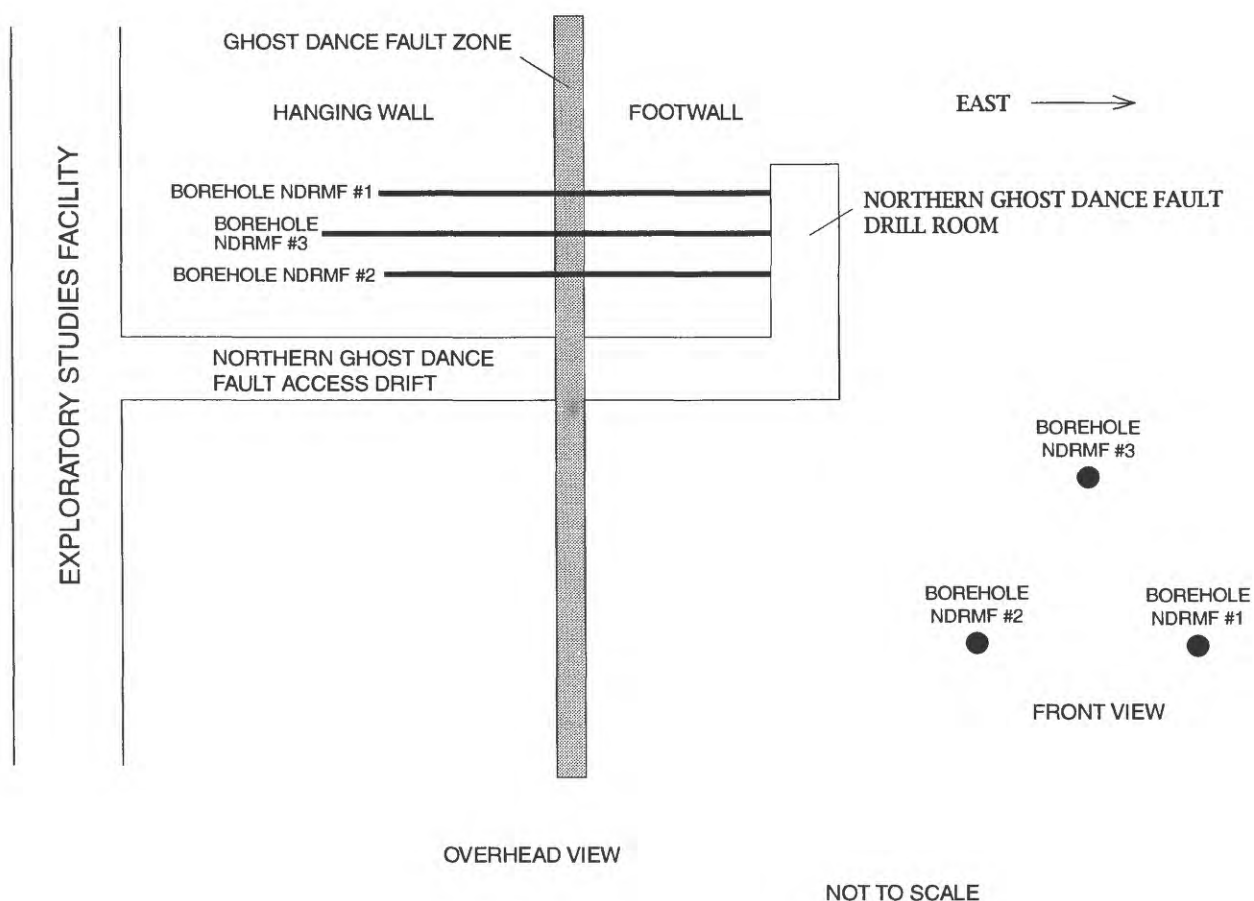 GHOST DANCE FAULT ZONE
HANGING WALL
FOOTWALL
EAST
BOREHOLE NDRMF #1
BOREHOLE
NDRMF #3
BOREHOLE NDRMF #2
NORTHERN GHOST DANCE FAULT
DRILL ROOM
EXPLORATORY STUDIES FACILITY
NORTHERN GHOST DANCE
FAULT ACCESS DRIFT
BOREHOLE
NDRMF #3
BOREHOLE
NDRMF #2
BOREHOLE
NDRMF #1
FRONT VIEW
OVERHEAD VIEW
NOT TO SCALE